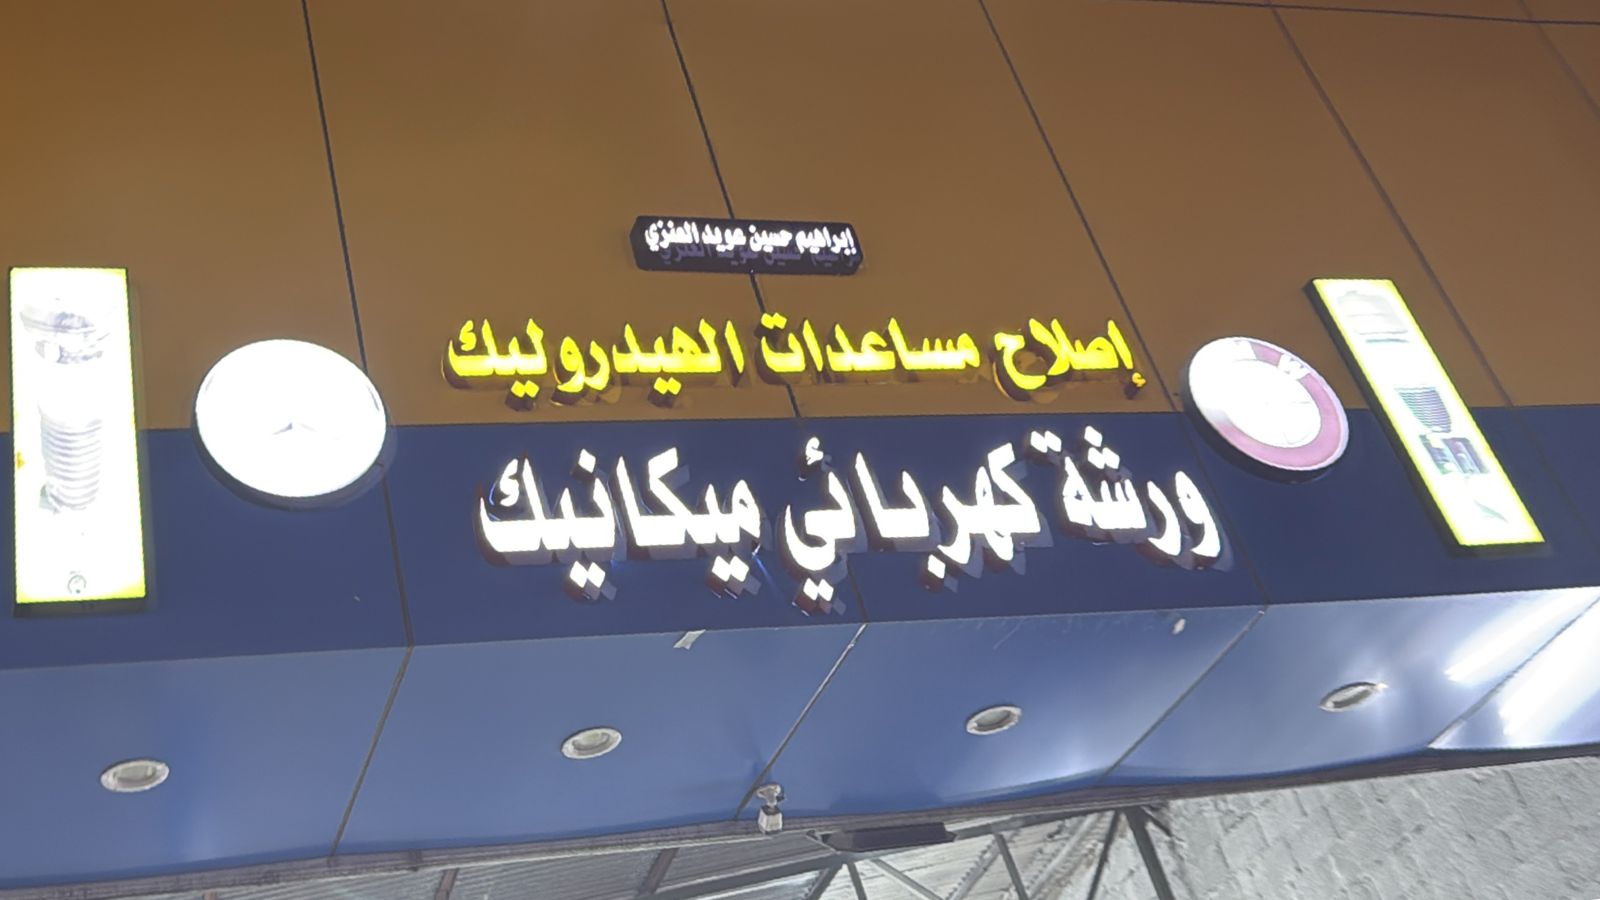 إبراهيم حسين عويد العنزي
إصلاح مساعدات الهيدروليك
ورشة كهربائي ميكانيك